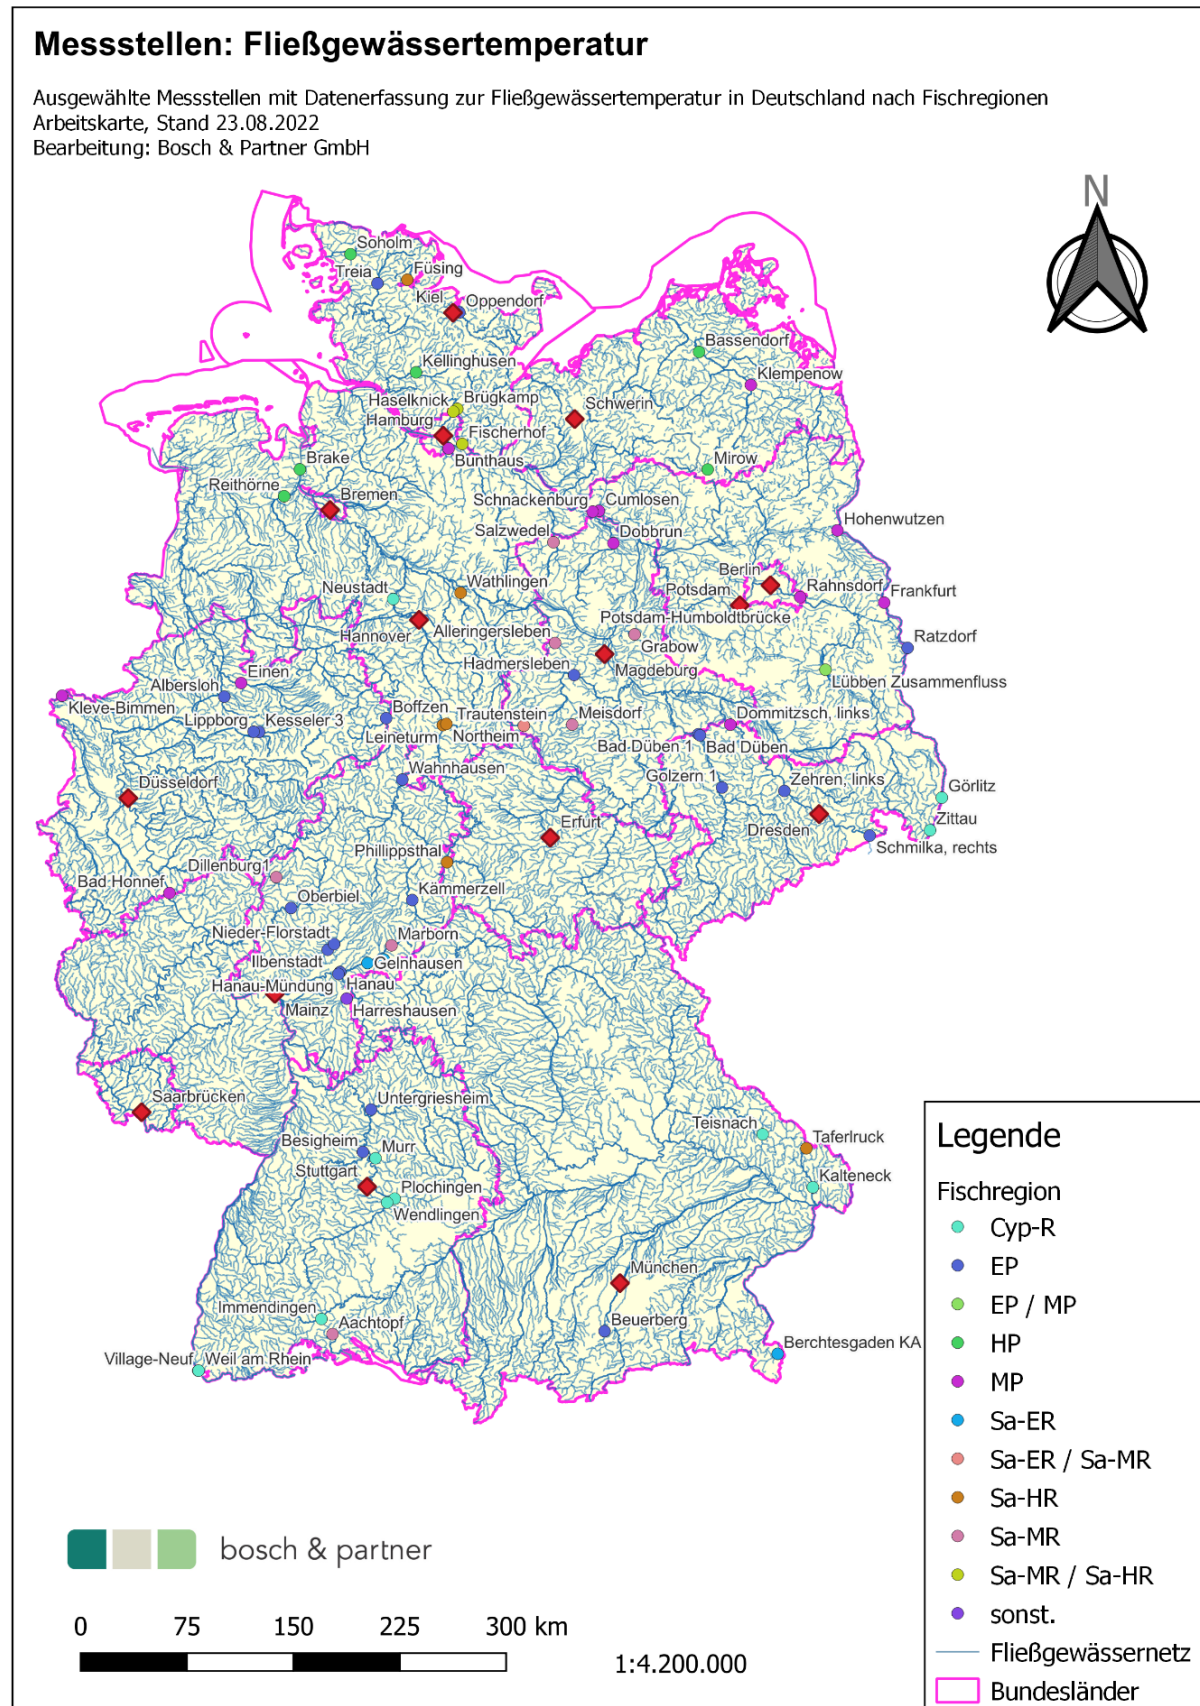 Messstellen: Fließgewässertemperatur
Ausgewählte Messstellen mit Datenerfassung zur Fließgewässertemperatur in Deutschland nach Fischregionen
Arbeitskarte, Stand 23.08.2022
Bearbeitung: Bosch & Partner GmbH
N
Soholm
Treia
Füsing
Kiel
Oppendorf
Bassendorf
Kellinghusen
Klempenow
Haselknick
Brügkamp
Schwerin
Hamburg
Fischerhof
Bunthaus
Brake
Mirow
Reithörne
Bremen
Schnackenburg
Cumlosen
Hohenwutzen
Salzwedel
Dobbrun
Berlin
Neustadt
Wathlingen
Potsdam
Rahnsdorf
Frankfurt
Potsdam-Humboldtbrücke
Hannover
Alleringersleben
Grabow
Ratzdorf
Hadmersleben
Magdeburg
Lübben Zusammenfluss
Einen
Albersloh
Kleve-Bimmen
Lippborg
Kesseler 3
Boffzen
Trautenstein
Meisdorf
Dommitzsch, links
Leineturm
Northeim
Bad Düben 1
Bad Düben
Wahnhausen
Golzern 1
Zehren, links
Görlitz
Düsseldorf
Erfurt
Dresden
Zittau
Schmilka, rechts
Phillippsthal
Dillenburg1
Bad Honnef
Oberbiel
Kämmerzell
Nieder-Florstadt
Marborn
Ilbenstadt
Gelnhausen
Hanau-Mündung
Hanau
Mainz
Harreshausen
Saarbrücken
Untergriesheim
Teisnach
Taferlruck
Besigheim
Murr
Stuttgart
Kalteneck
Plochingen
Wendlingen
München
Immendingen
Aachtopf
Beuerberg
Berchtesgaden KA
Village-Neuf/Weil am Rhein
Legende
Fischregion
Cyp-R
EP
EP / MP
HP
MP
Sa-ER
Sa-ER / Sa-MR
Sa-HR
Sa-MR
Sa-MR / Sa-HR
sonst.
Fließgewässernetz
Bundesländer
bosch & partner
0 75 150 225 300 km
1:4.200.000